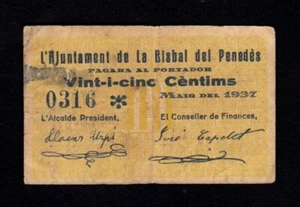 L'Ajuntament de La Bisbal del Penedès
PAGARÀ AL PORTADOR
Vint-i-cinc Cèntims
0316 * MAIG DEL 1937
L'Alcalde President, El Conseller de Finances,